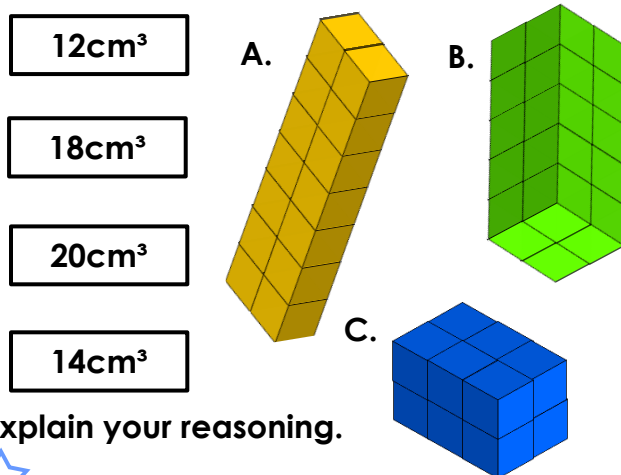 12cm³
A.
B.
18cm³
20cm³
C.
14cm³
xplain your reasoning.